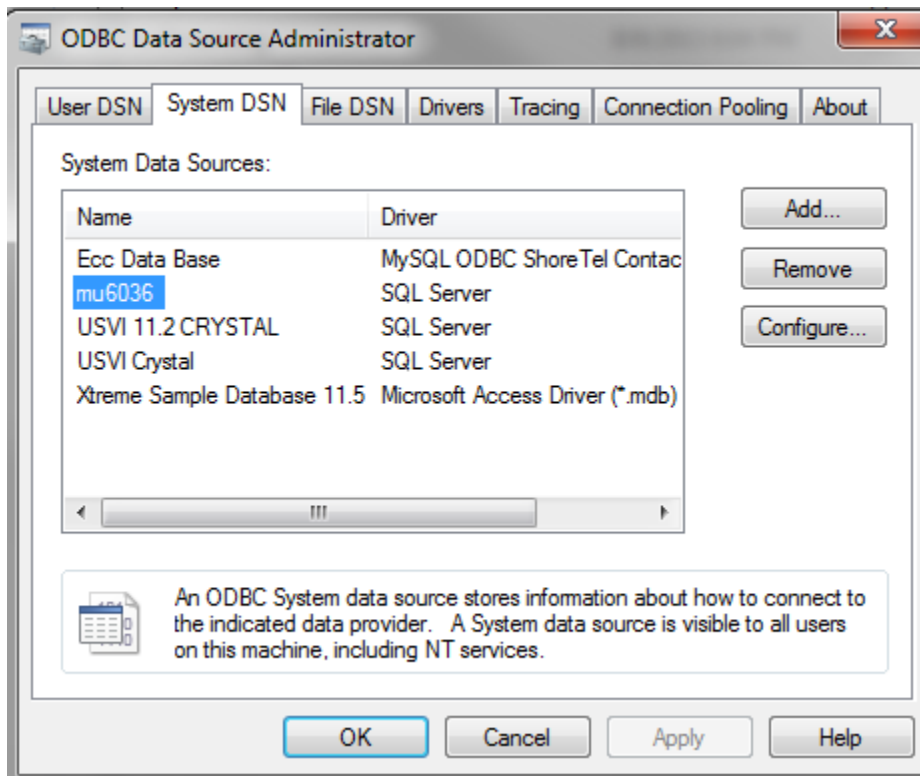 ODBC Data Source Administrator
User DSN System DSN File DSN Drivers Tracing Connection Pooling About
System Data Sources:
Name Driver
Ecc Data Base MySQL ODBC ShoreTel Contac
mu6036 SQL Server
USVI 11.2 CRYSTAL SQL Server
USVI Crystal SQL Server
Xtreme Sample Database 11.5 Microsoft Access Driver (*.mdb)
Add...
Remove
Configure...
An ODBC System data source stores information about how to connect to
the indicated data provider. A System data source is visible to all users
on this machine, including NT services.
OK Cancel Apply Help